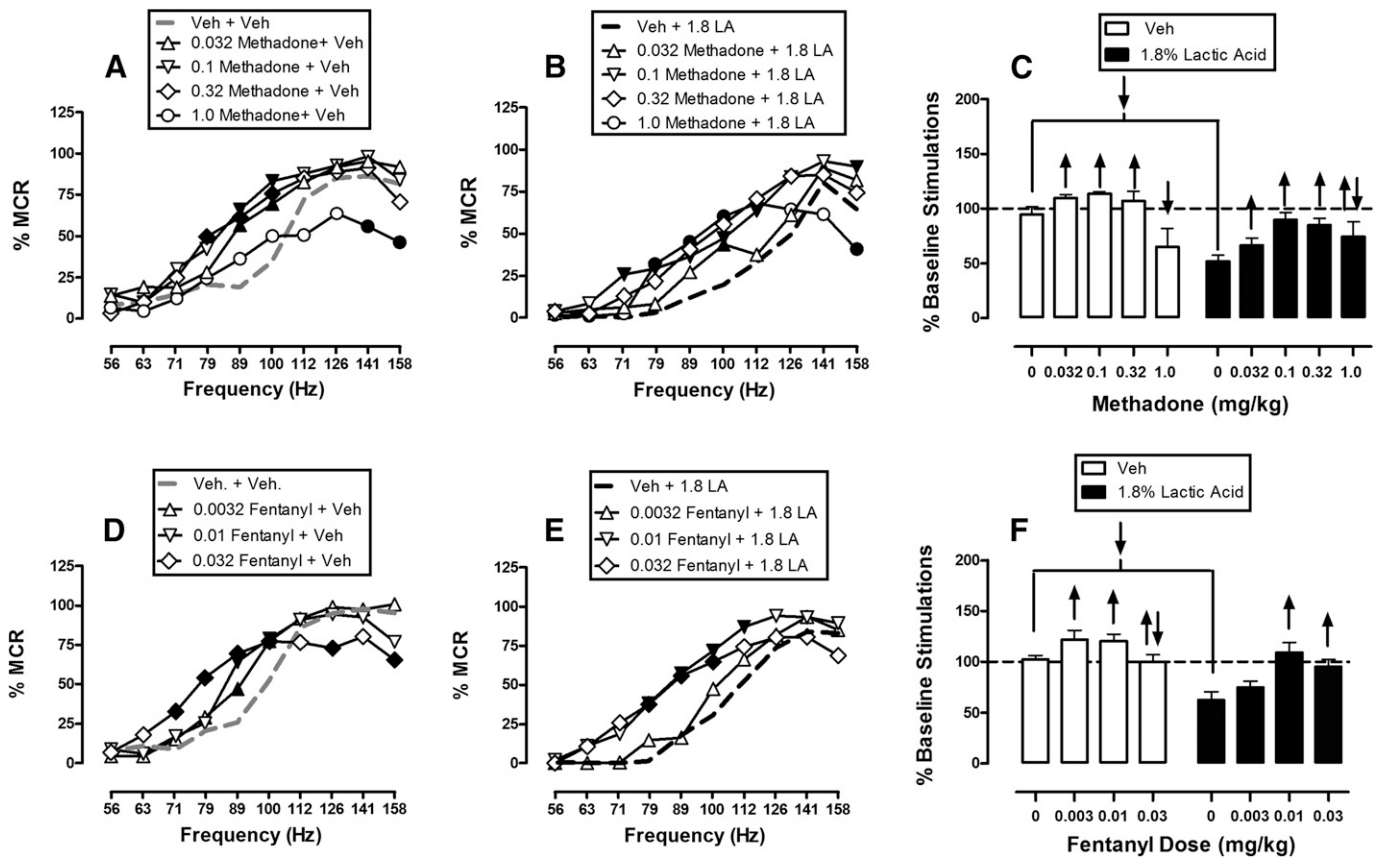 A
Veh + Veh
0.032 Methadone+ Veh
0.1 Methadone + Veh
0.32 Methadone + Veh
1.0 Methadone+ Veh
% MCR
125
100
75
50
25
0
56 63 71 79 89 100 112 126 141 158
Frequency (Hz)
B
Veh + 1.8 LA
0.032 Methadone + 1.8 LA
0.1 Methadone + 1.8 LA
0.32 Methadone + 1.8 LA
1.0 Methadone + 1.8 LA
% MCR
125
100
75
50
25
0
56 63 71 79 89 100 112 126 141 158
Frequency (Hz)
C
Veh
1.8% Lactic Acid
% Baseline Stimulations
200
150
100
50
0
0 0.032 0.1 0.32 1.0 0 0.032 0.1 0.32 1.0
Methadone (mg/kg)
D
Veh. + Veh.
0.0032 Fentanyl + Veh
0.01 Fentanyl + Veh
0.032 Fentanyl + Veh
% MCR
125
100
75
50
25
0
56 63 71 79 89 100 112 126 141 158
Frequency (Hz)
E
Veh + 1.8 LA
0.0032 Fentanyl + 1.8 LA
0.01 Fentanyl + 1.8 LA
0.032 Fentanyl + 1.8 LA
% MCR
125
100
75
50
25
0
56 63 71 79 89 100 112 126 141 158
Frequency (Hz)
F
Veh
1.8% Lactic Acid
% Baseline Stimulations
200
150
100
50
0
0 0.003 0.01 0.03 0 0.003 0.01 0.03
Fentanyl Dose (mg/kg)